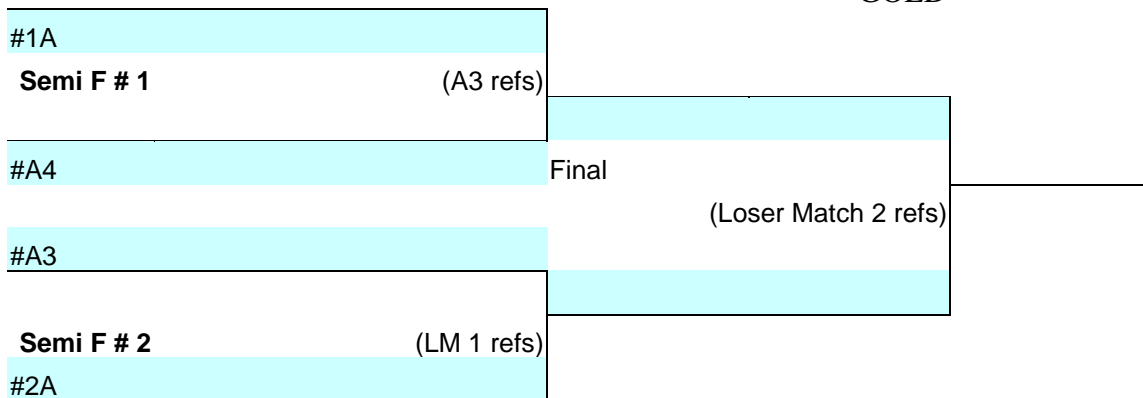 #1A
Semi F # 1 (A3 refs)
#A4 Final
(Loser Match 2 refs)
#A3
Semi F # 2 (LM 1 refs)
#2A